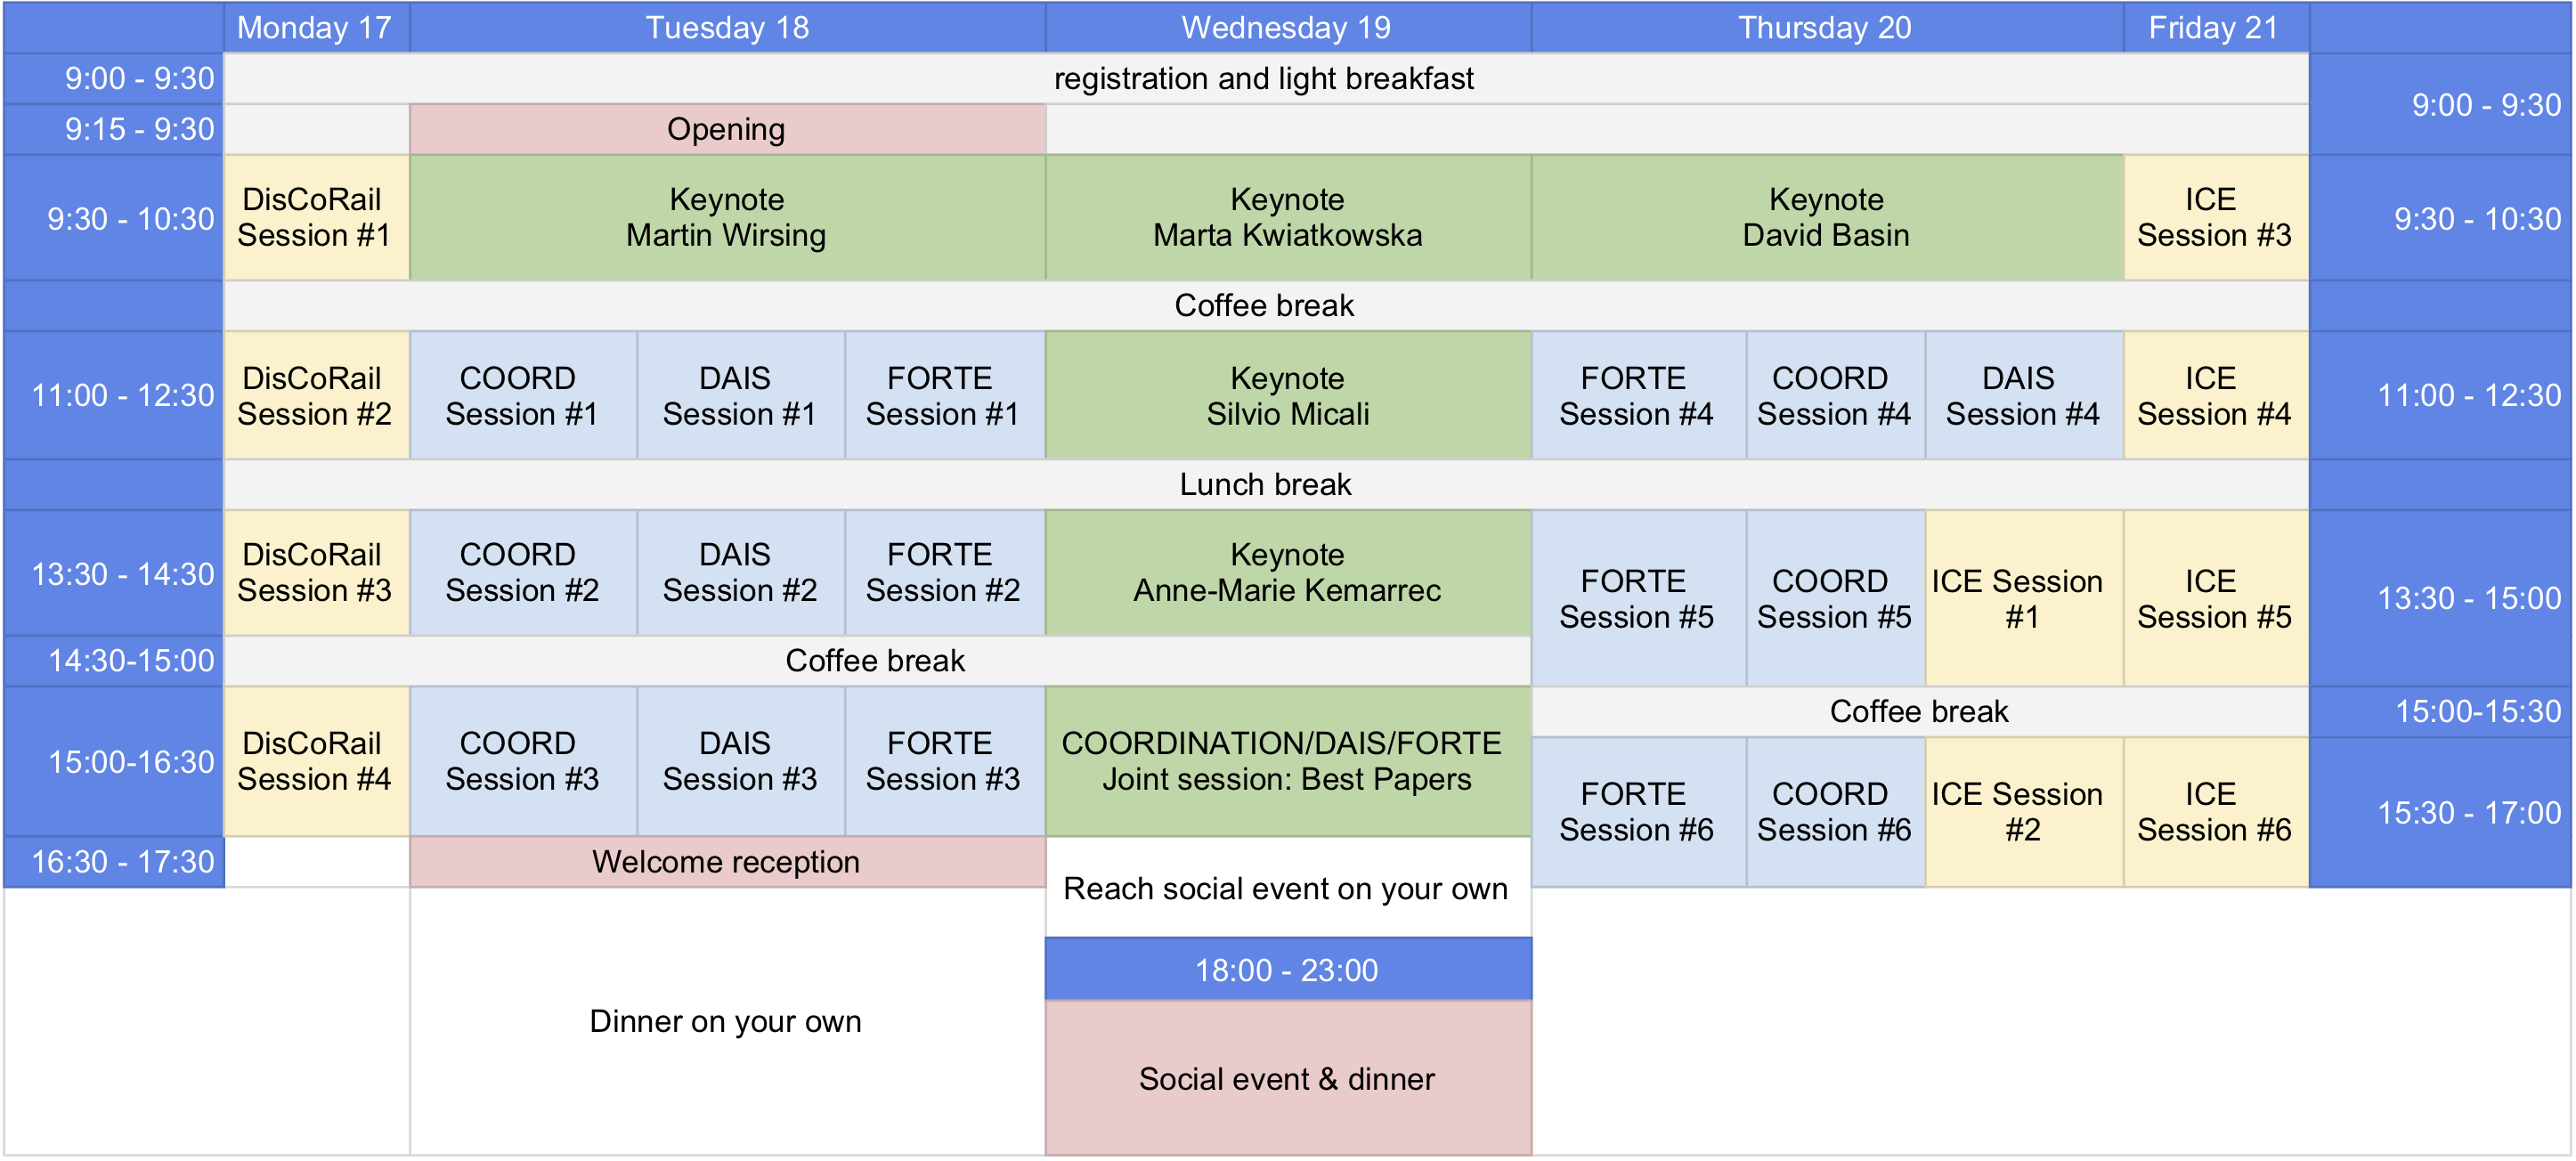 Monday 17 Tuesday 18 Wednesday 19 Thursday 20 Friday 21
9:00 - 9:30 registration and light breakfast 9:00 - 9:30
9:15 - 9:30 Opening
9:30 - 10:30
DisCoRail
Session #1
Keynote
Martin Wirsing
Keynote
Marta Kwiatkowska
Keynote
David Basin
ICE
Session #3
9:30 - 10:30
Coffee break
11:00 - 12:30
DisCoRail
Session #2
COORD
Session #1
DAIS
Session #1
FORTE
Session #1
Keynote
Silvio Micali
FORTE
Session #4
COORD
Session #4
DAIS
Session #4
ICE
Session #4
11:00 - 12:30
Lunch break
13:30 - 14:30
DisCoRail
Session #3
COORD
Session #2
DAIS
Session #2
FORTE
Session #2
Keynote
Anne-Marie Kemarrec
FORTE
Session #5
COORD
Session #5
ICE Session
#1
ICE
Session #5
13:30 - 15:00
14:30-15:00 Coffee break
15:00-16:30
DisCoRail
Session #4
COORD
Session #3
DAIS
Session #3
FORTE
Session #3
COORDINATION/DAIS/FORTE
Joint session: Best Papers
Coffee break 15:00-15:30
FORTE
Session #6
COORD
Session #6
ICE Session
#2
ICE
Session #6
15:30 - 17:00
16:30 - 17:30 Welcome reception
Reach social event on your own
18:00 - 23:00
Dinner on your own
Social event & dinner